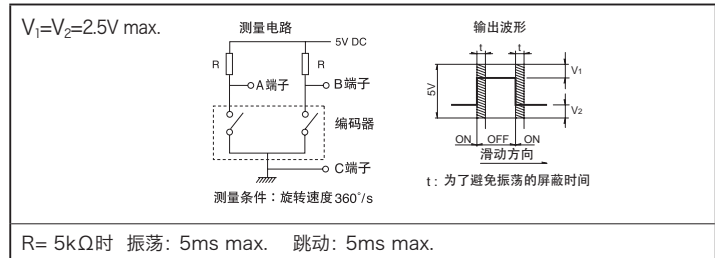 V₁=V₂=2.5V max.
测量电路
5V DC
R
R
A端子
B端子
编码器
C端子
测量条件：旋转速度360°/s
输出波形
t
t
5V
V₁
V₂
ON
OFF
ON
滑动方向
t：为了避免振荡的屏蔽时间
R= 5kΩ时 振荡: 5ms max. 跳动: 5ms max.